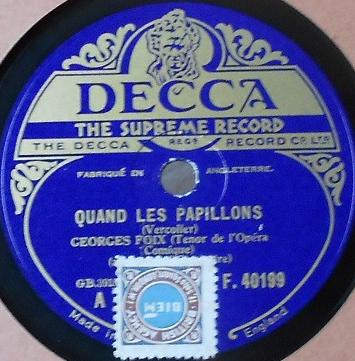 DECCA
THE SUPREME RECORD
THE DECCA REGD RECORD CO. LTD.
FABRIQUÉ EN ANGLETERRE.
QUAND LES PAPILLONS
(Vercolier)
GEORGES FOIX (Tenor de l'Opéra
Comique)
BIEM
A F. 40199
Made in England